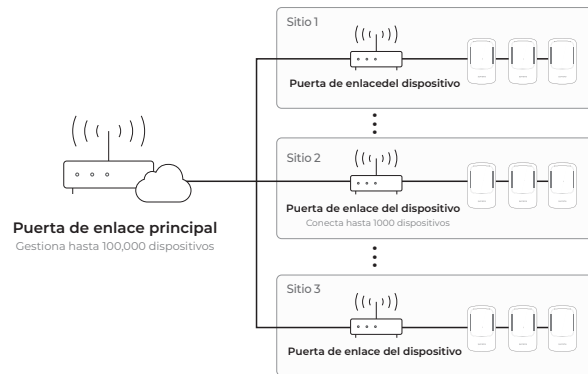 Sitio 1
Puerta de enlacedel dispositivo
Sitio 2
Puerta de enlace del dispositivo
Conecta hasta 1000 dispositivos
Puerta de enlace principal
Gestiona hasta 100,000 dispositivos
Sitio 3
Puerta de enlace del dispositivo